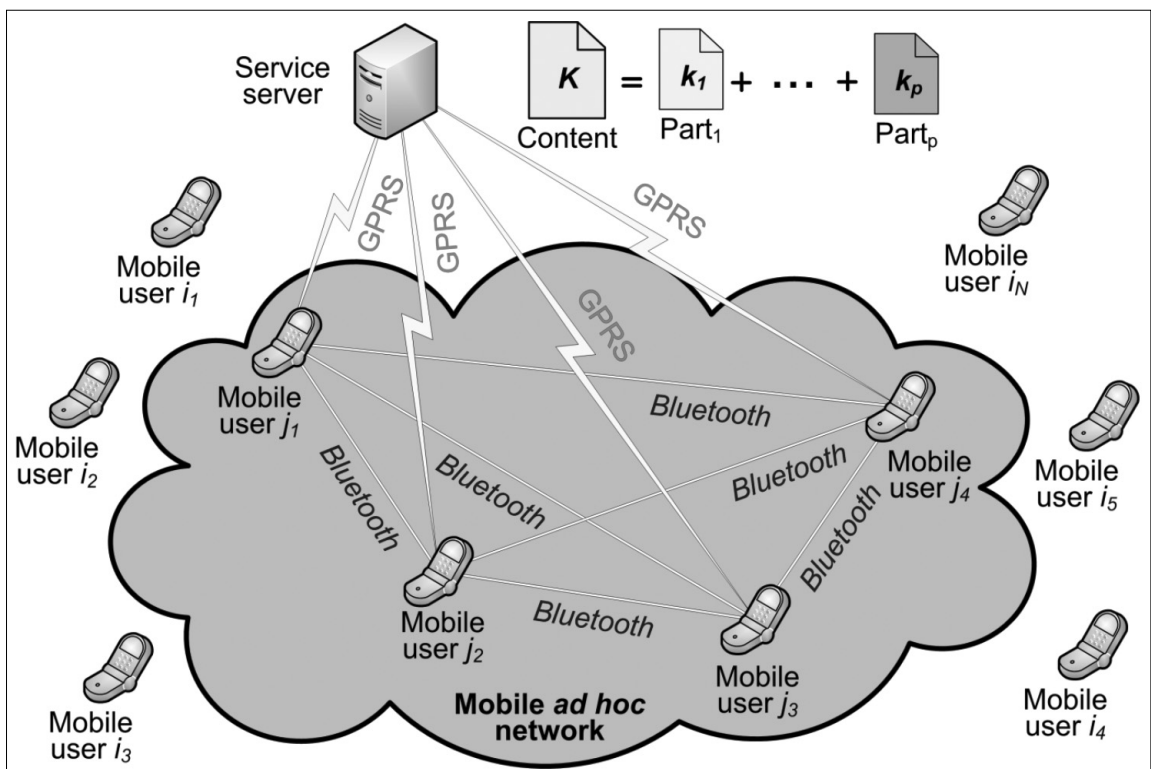 Service
server
K = k₁ + ... + kₚ
Content
Part₁
Partₚ
GPRS
GPRS
GPRS
GPRS
Mobile
user i₁
Mobile
user i_N
Mobile
user j₁
Bluetooth
Mobile
user i₂
Mobile
user j₄
Mobile
user i₅
Bluetooth
Bluetooth
Bluetooth
Bluetooth
Mobile
user j₂
Bluetooth
Mobile
user j₃
Mobile ad hoc
network
Mobile
user i₃
Mobile
user i₄